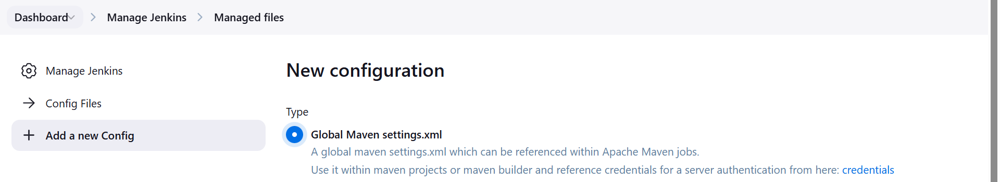 Dashboard
Manage Jenkins
Managed files
Manage Jenkins
Config Files
Add a new Config
New configuration
Type
Global Maven settings.xml
A global maven settings.xml which can be referenced within Apache Maven jobs.
Use it within maven projects or maven builder and reference credentials for a server authentication from here: credentials